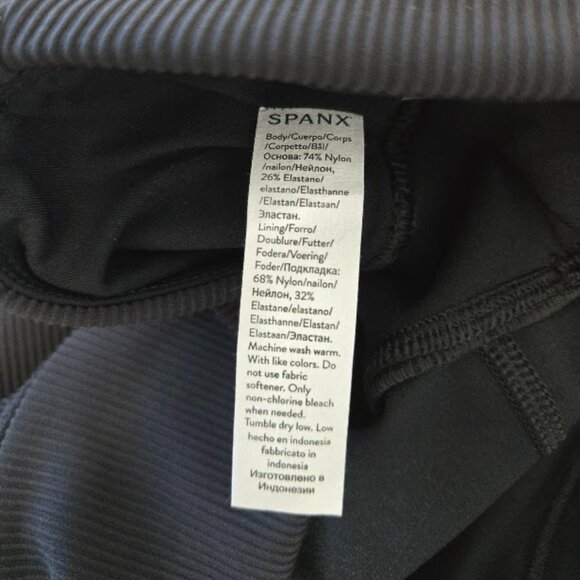 SPANX
Body/Cuerpo/Corps
/Corpetto/Bål/
Основа: 74% Nylon
/nailon/Нейлон,
26% Elastane/
elastano/Elasthanne
/Elastan/Elastaan/
Эластан.
Lining/Forro/
Doublure/Futter/
Fodera/Voering/
Foder/Подкладка:
68% Nylon/nailon/
Нейлон, 32%
Elastane/elastano/
Elasthanne/Elastan/
Elastaan/Эластан.
Machine wash warm.
With like colors. Do
not use fabric
softener. Only
non-chlorine bleach
when needed.
Tumble dry low. Low
hecho en indonesia
fabbricato in
indonesia
Изготовлено в
Индонезии